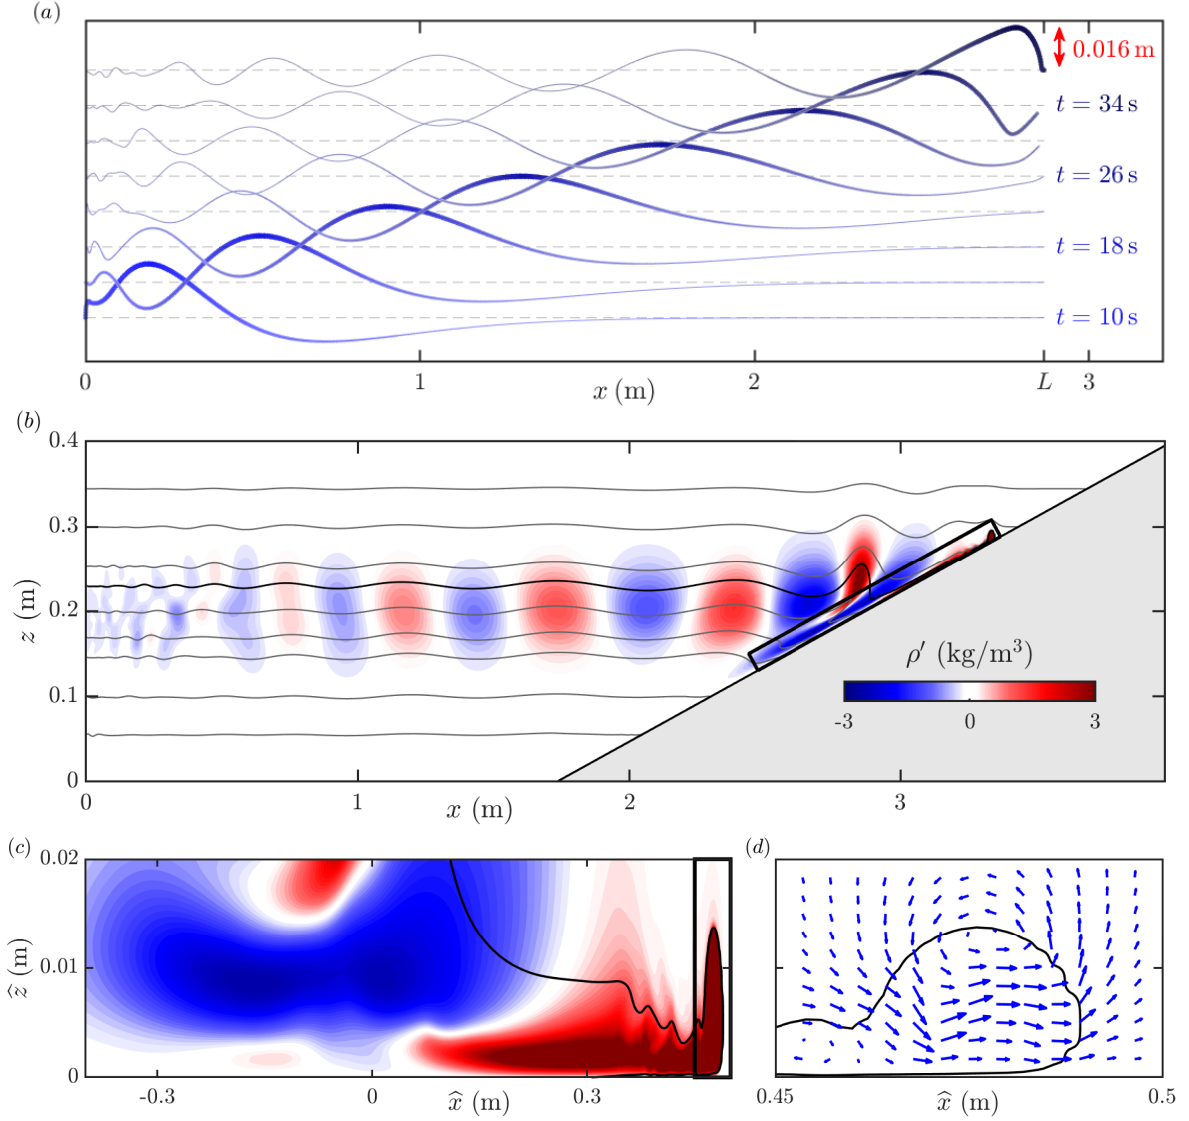 (a)
0.016 m
t = 34 s
t = 26 s
t = 18 s
t = 10 s
0 1 2 L 3
x (m)
(b)
0.4
0.3
0.2
0.1
0
z (m)
ρ′ (kg/m³)
-3 0 3
0 1 2 3
x (m)
(c)
0.02
0.01
0
ẑ (m)
-0.3 0 0.3
x̂ (m)
(d)
0.45 0.5
x̂ (m)